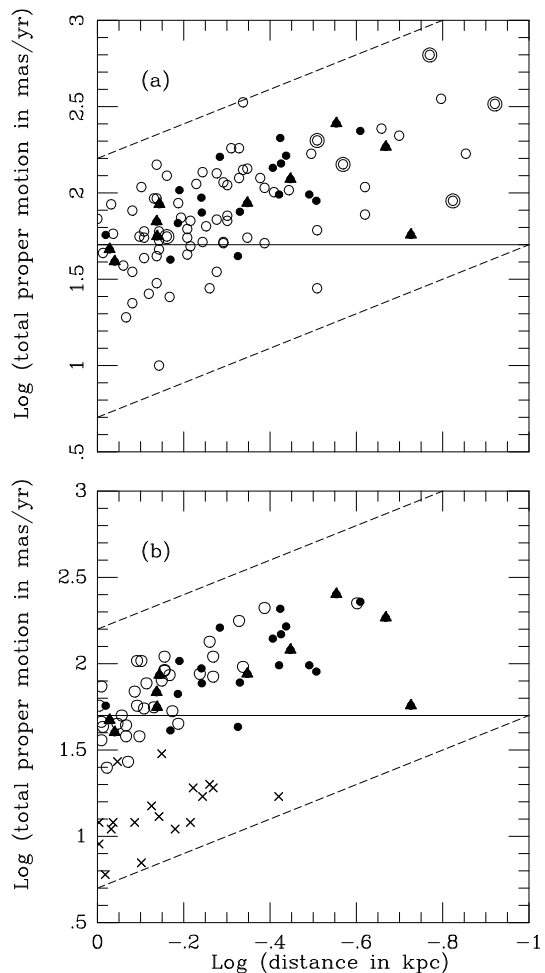 3
2.5
2
1.5
1
.5
Log (total proper motion in mas/yr)
(a)
3
2.5
2
1.5
1
.5
Log (total proper motion in mas/yr)
(b)
0 -.2 -.4 -.6 -.8 -1
Log (distance in kpc)